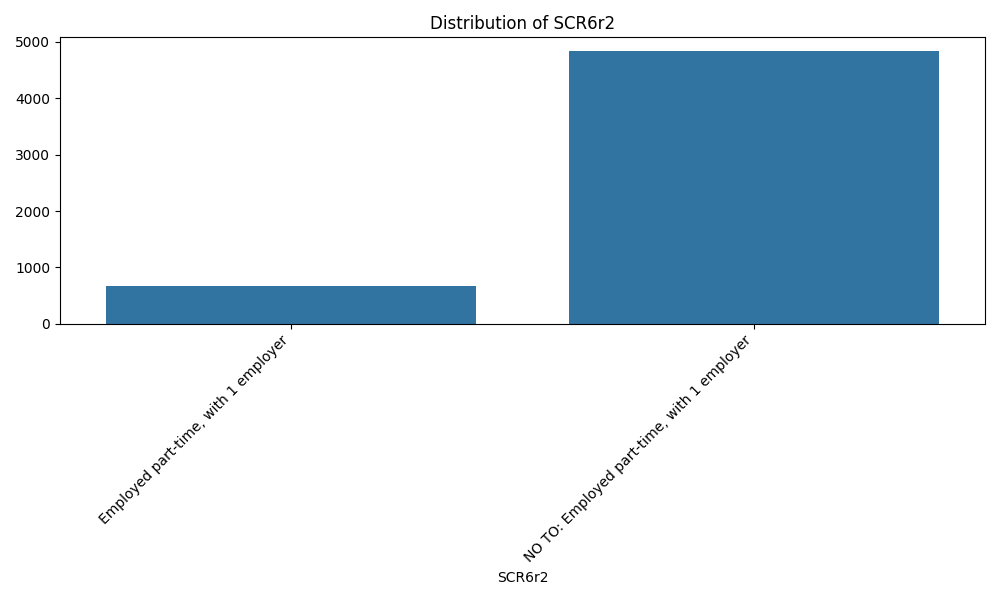 Distribution of SCR6r2
5000
4000
3000
2000
1000
0
Employed part-time, with 1 employer
NO TO: Employed part-time, with 1 employer
SCR6r2